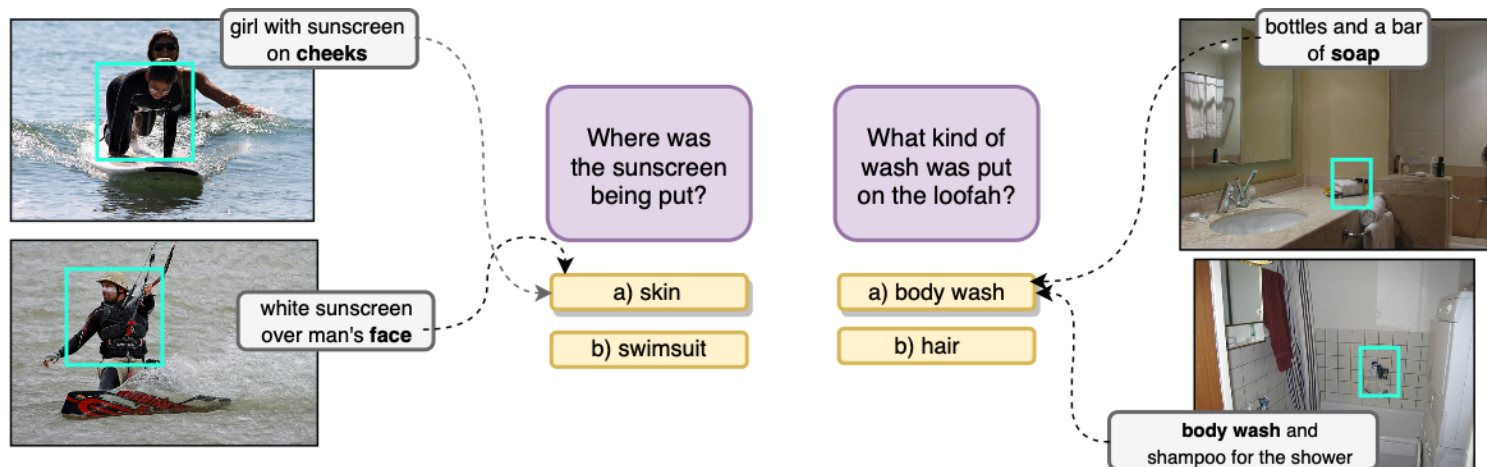 girl with sunscreen
on cheeks
Where was
the sunscreen
being put?
a) skin
b) swimsuit
white sunscreen
over man's face
What kind of
wash was put
on the loofah?
a) body wash
b) hair
bottles and a bar
of soap
body wash and
shampoo for the shower